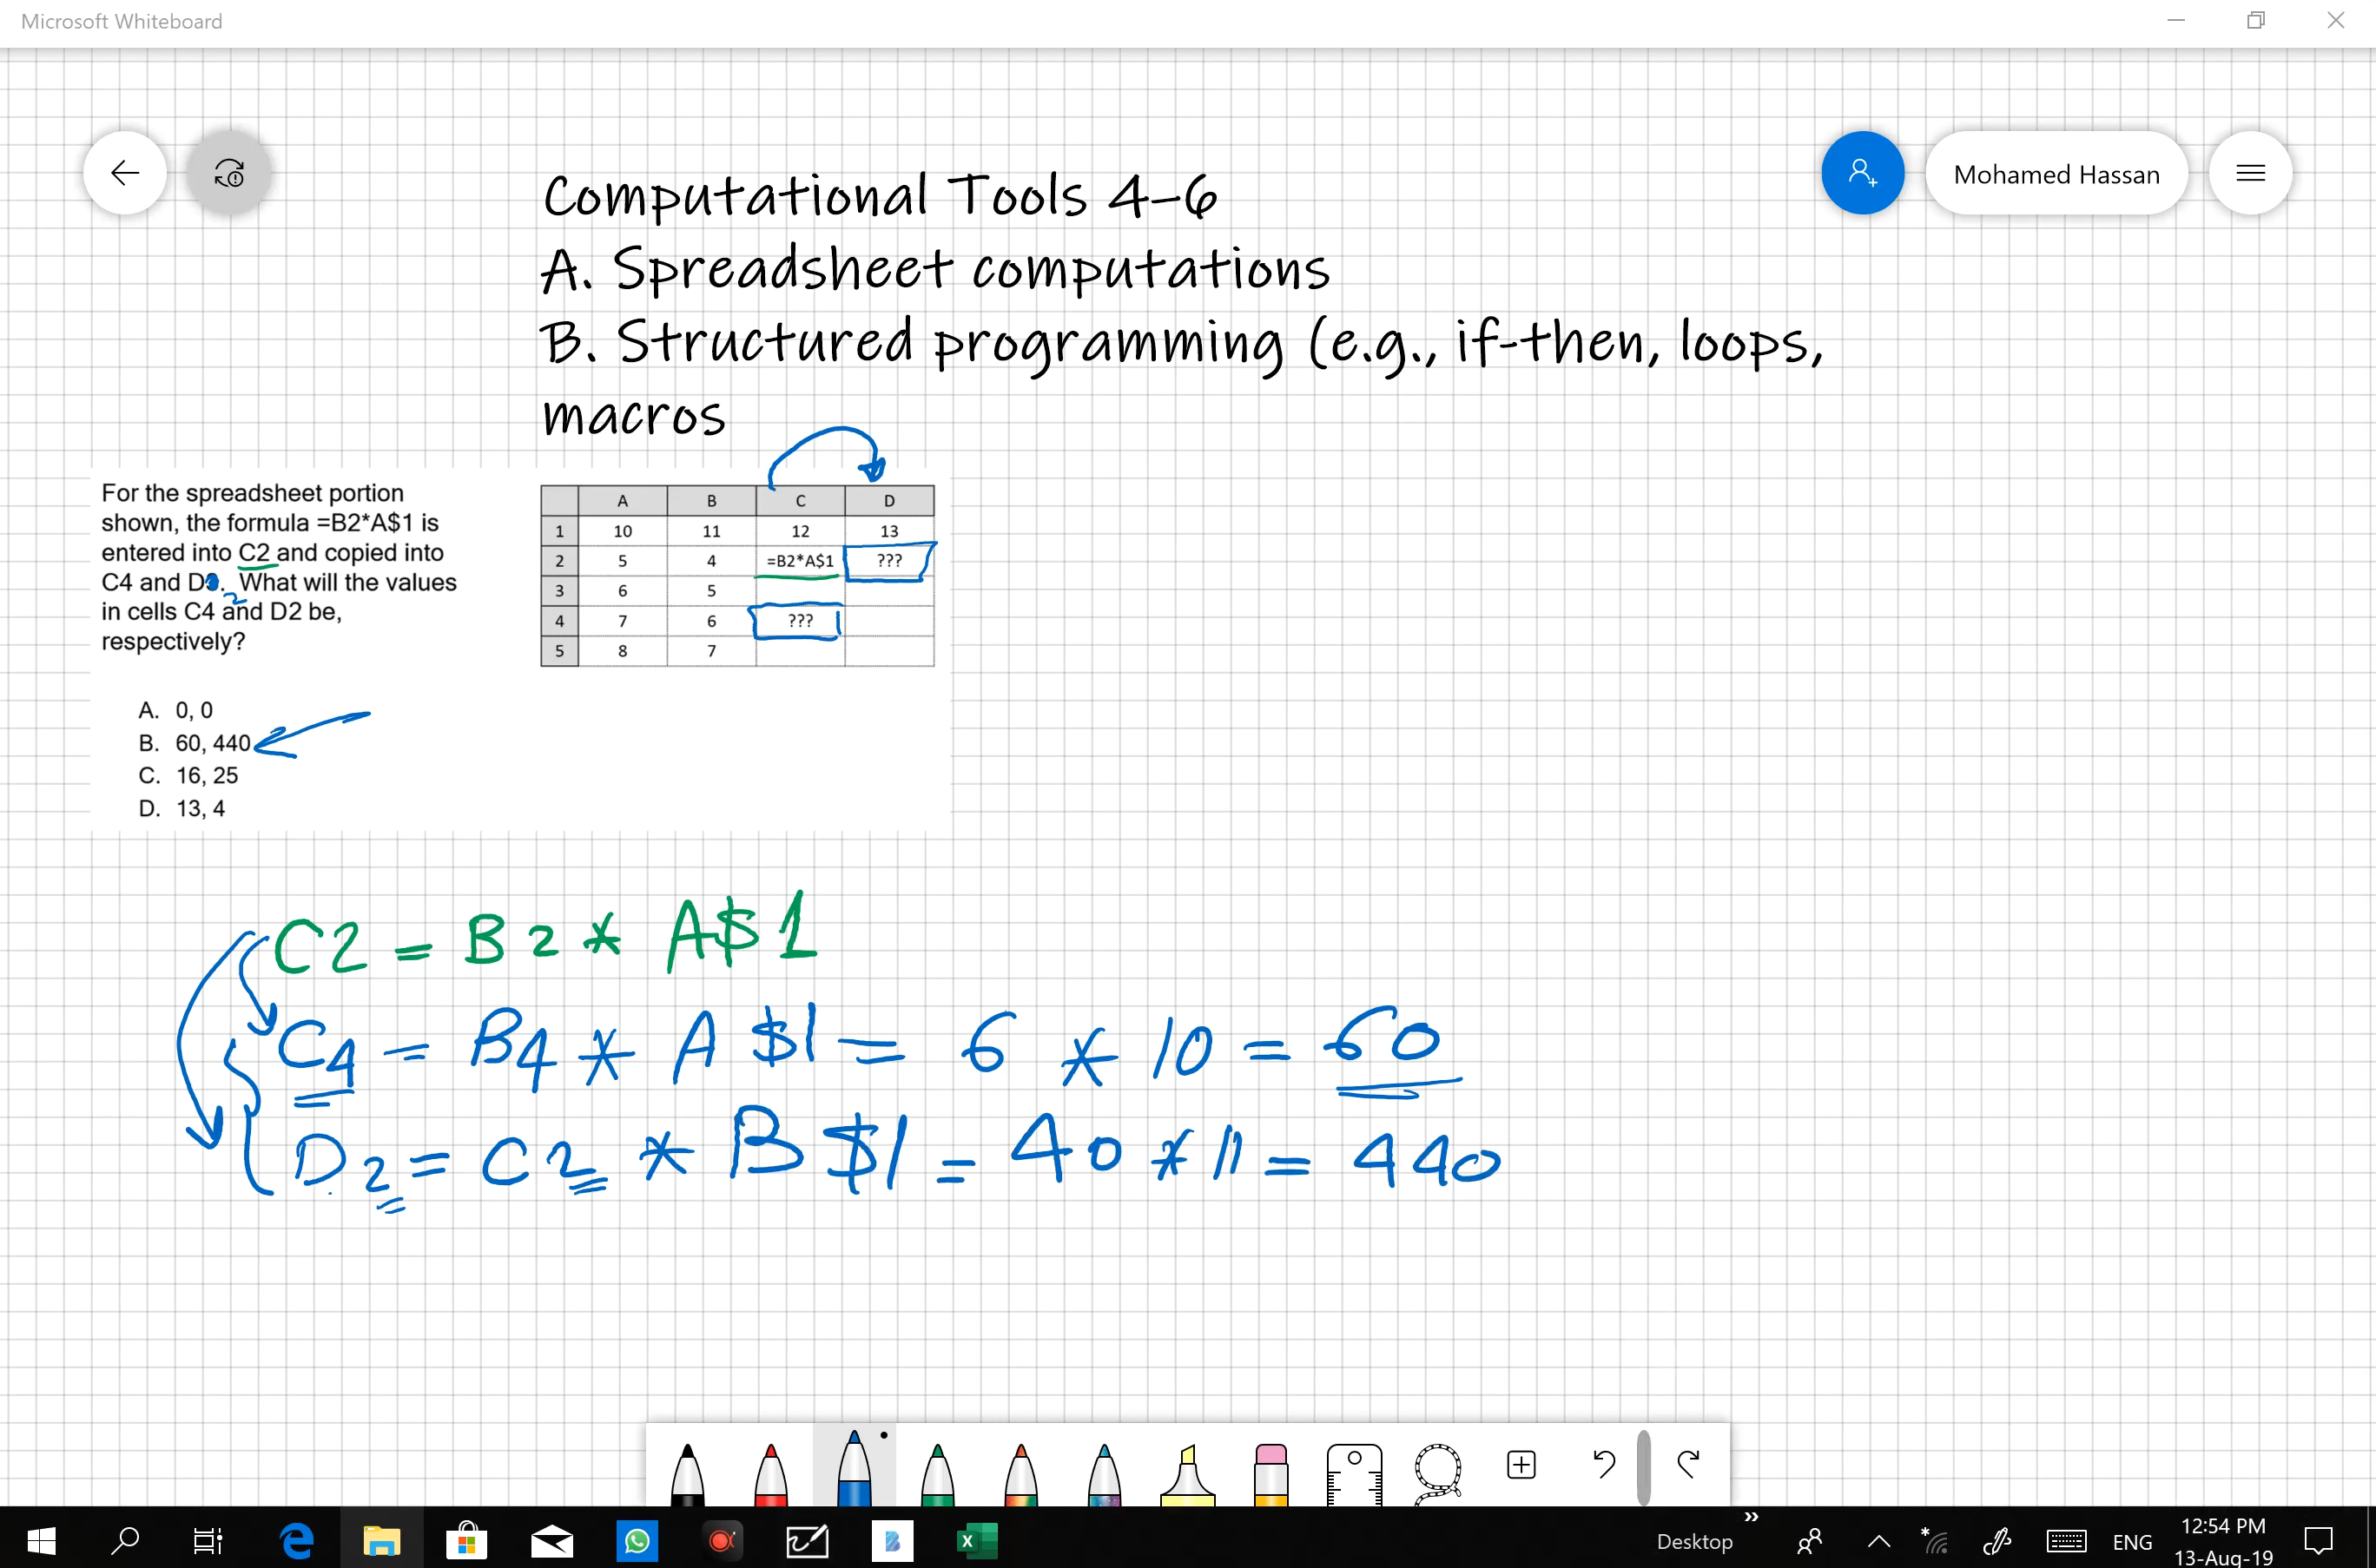 Microsoft Whiteboard
Mohamed Hassan
Computational Tools 4-6
A. Spreadsheet computations
B. Structured programming (e.g., if-then, loops,
macros
For the spreadsheet portion
shown, the formula =B2*A$1 is
entered into C2 and copied into
C4 and D2. What will the values
in cells C4 and D2 be,
respectively?
A. 0, 0
B. 60, 440
C. 16, 25
D. 13, 4
A B C D
1 10 11 12 13
2 5 4 =B2*A$1 ???
3 6 5
4 7 6 ???
5 8 7
C2 = B2 * A$1
C4 = B4 * A$1 = 6 * 10 = 60
D2 = C2 * B$1 = 40 * 11 = 440
Desktop
ENG
12:54 PM
13-Aug-19